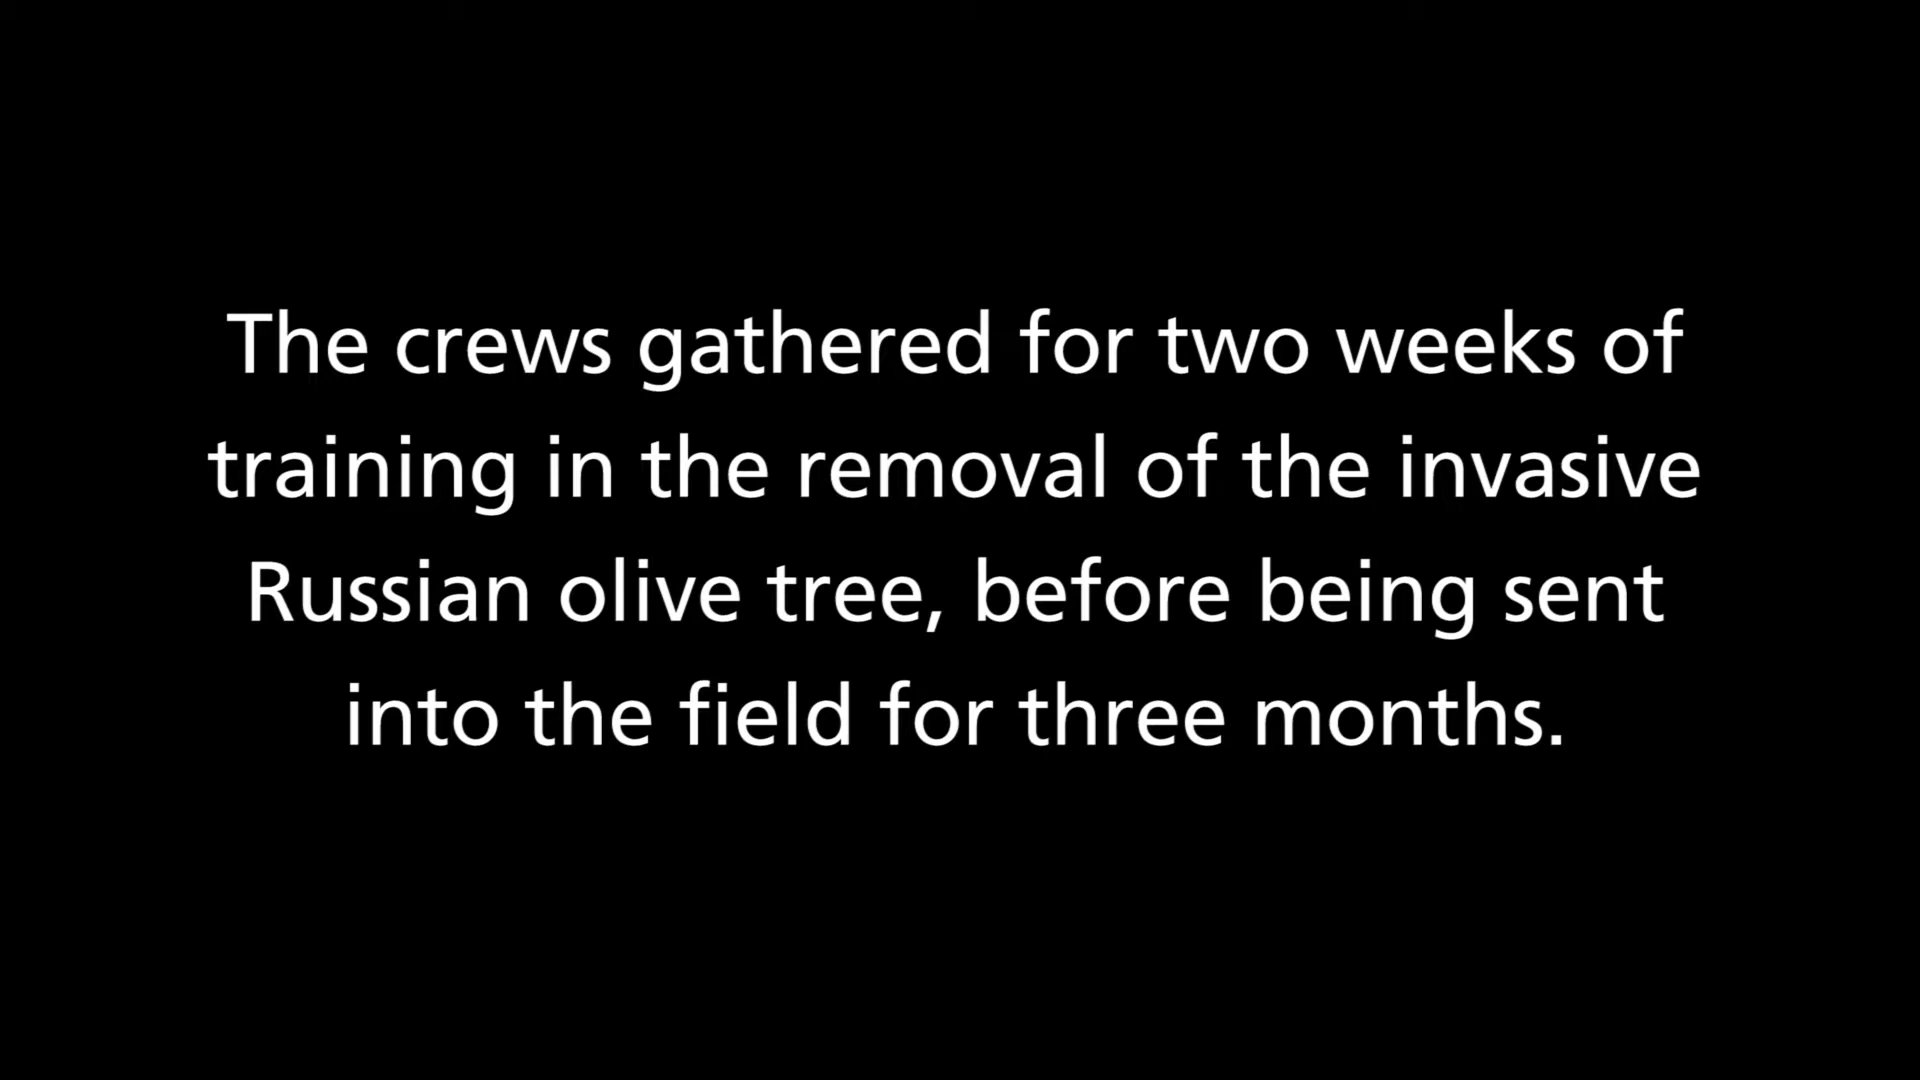 The crews gathered for two weeks of
training in the removal of the invasive
Russian olive tree, before being sent
into the field for three months.